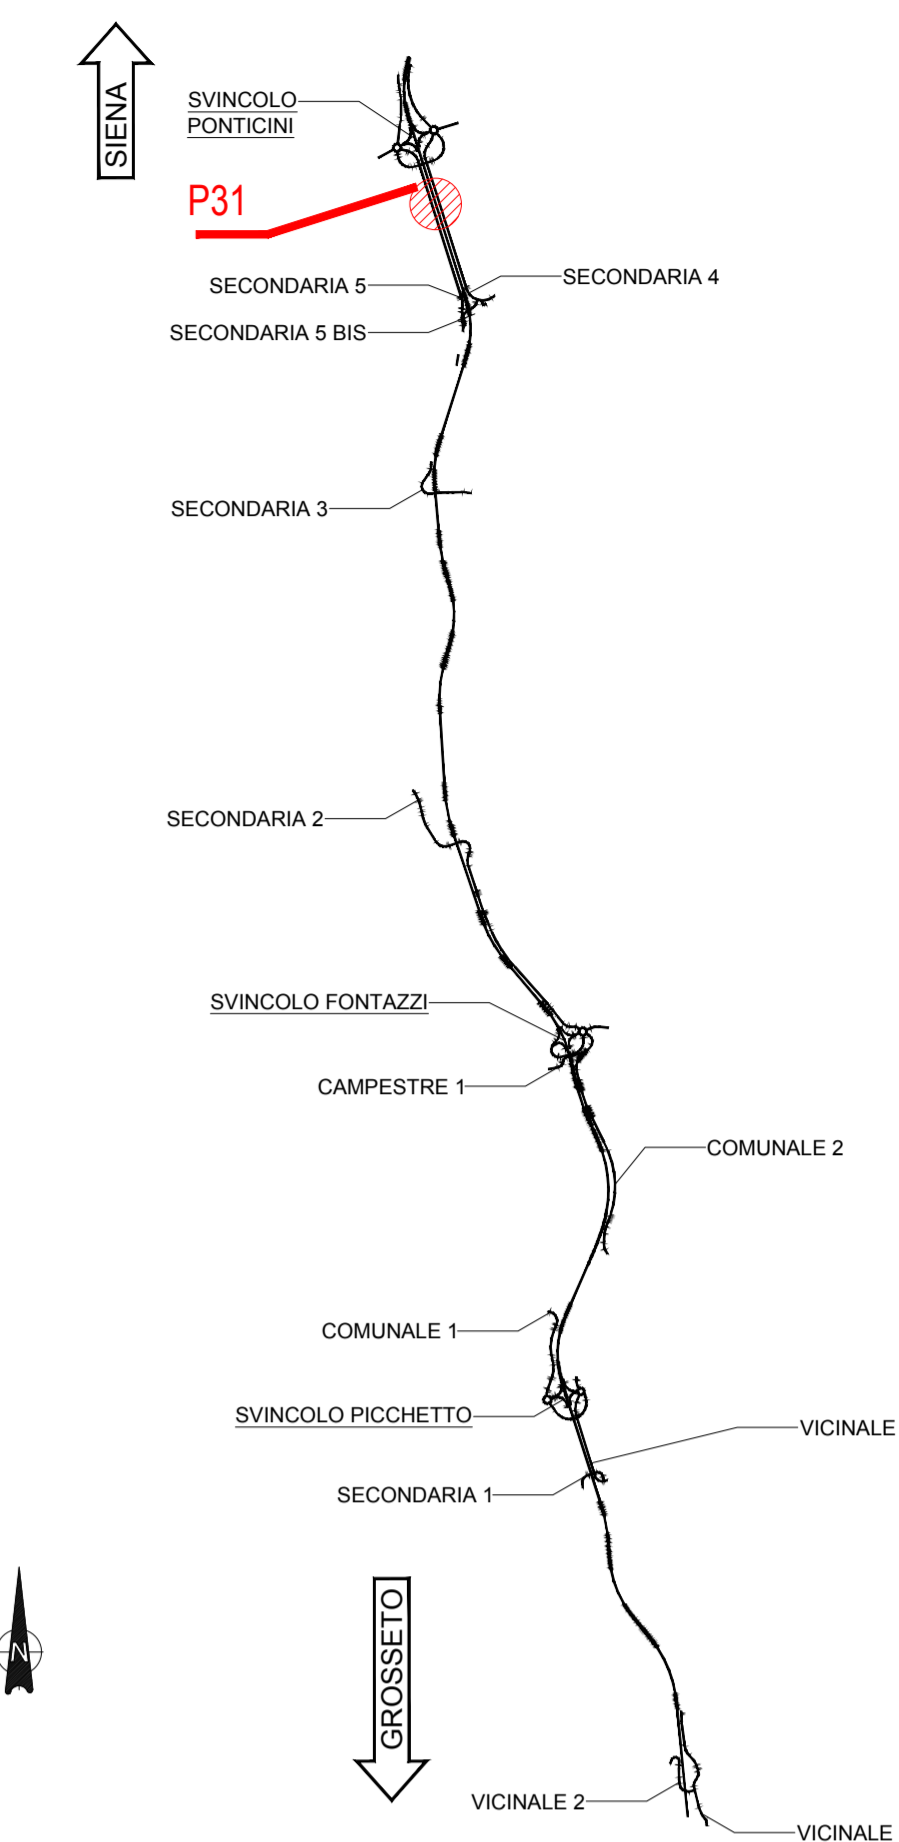 SIENA
SVINCOLO
PONTICINI
P31
SECONDARIA 5
SECONDARIA 4
SECONDARIA 5 BIS
SECONDARIA 3
SECONDARIA 2
SVINCOLO FONTAZZI
CAMPESTRE 1
COMUNALE 2
COMUNALE 1
SVINCOLO PICCHETTO
VICINALE
SECONDARIA 1
GROSSETO
N
VICINALE 2
VICINALE